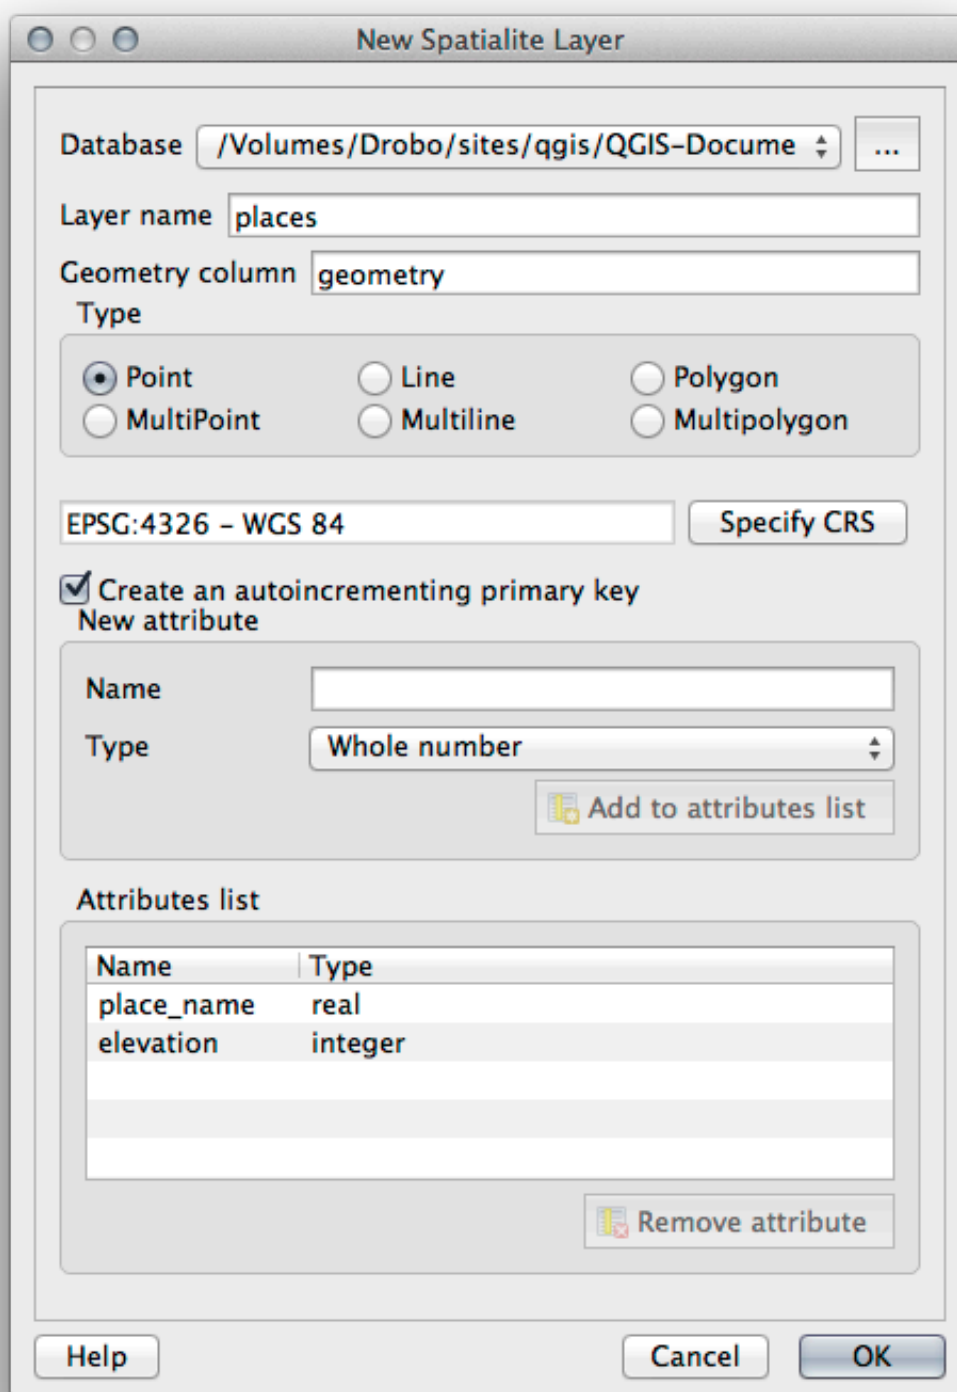 New Spatialite Layer
Database /Volumes/Drobo/sites/qgis/QGIS-Docume ...
Layer name places
Geometry column geometry
Type
Point Line Polygon
MultiPoint Multiline Multipolygon
EPSG:4326 – WGS 84 Specify CRS
Create an autoincrementing primary key
New attribute
Name
Type Whole number
Add to attributes list
Attributes list
Name Type
place_name real
elevation integer
Remove attribute
Help Cancel OK